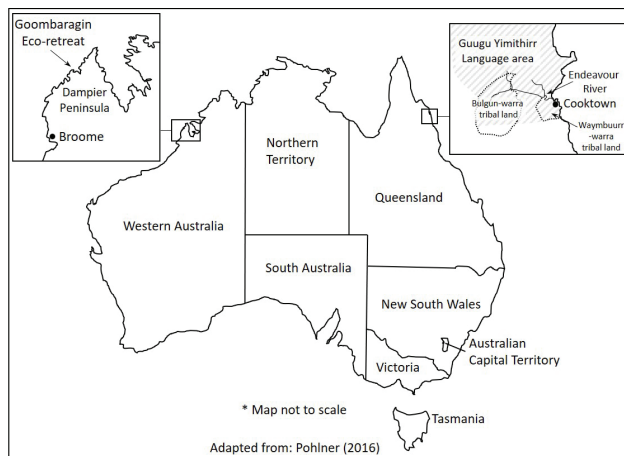 Goombaragin
Eco-retreat
Dampier
Peninsula
Broome
Guugu Yimithirr
Language area
Endeavour
River
Cooktown
Bulgun-warra
tribal land
Waymbuurr
-warra
tribal land
Northern
Territory
Queensland
Western Australia
South Australia
New South Wales
Australian
Capital Territory
Victoria
* Map not to scale
Tasmania
Adapted from: Pohlner (2016)